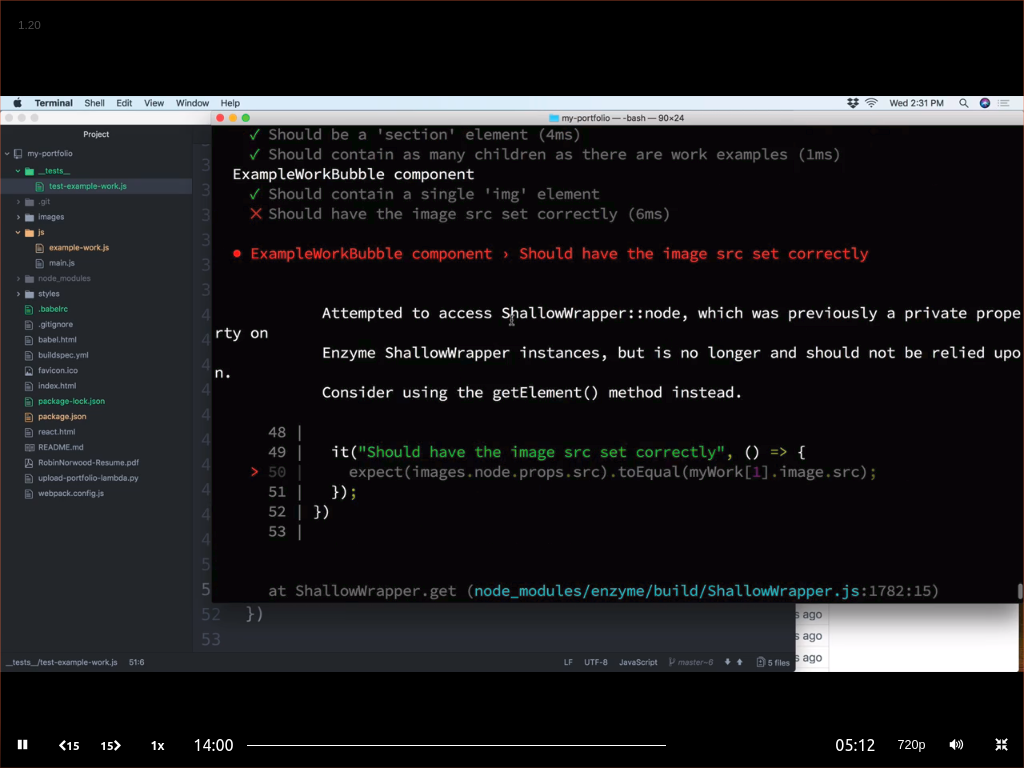 1.20
Terminal Shell Edit View Window Help Wed 2:31 PM
my-portfolio — -bash — 90×24
Project
my-portfolio
__tests__
test-example-work.js
.git
images
js
example-work.js
main.js
node_modules
styles
.babelrc
.gitignore
babel.html
buildspec.yml
favicon.ico
index.html
package-lock.json
package.json
react.html
README.md
RobinNorwood-Resume.pdf
upload-portfolio-lambda.py
webpack.config.js
✓ Should be a 'section' element (4ms)
✓ Should contain as many children as there are work examples (1ms)
ExampleWorkBubble component
✓ Should contain a single 'img' element
✕ Should have the image src set correctly (6ms)
● ExampleWorkBubble component › Should have the image src set correctly
Attempted to access ShallowWrapper::node, which was previously a private prope
rty on
Enzyme ShallowWrapper instances, but is no longer and should not be relied upo
n.
Consider using the getElement() method instead.
48 |
49 | it("Should have the image src set correctly", () => {
> 50 | expect(images.node.props.src).toEqual(myWork[1].image.src);
51 | });
52 | })
53 |
at ShallowWrapper.get (node_modules/enzyme/build/ShallowWrapper.js:1782:15)
52 })
53
s ago
s ago
s ago
__tests__/test-example-work.js 51:6 LF UTF-8 JavaScript master-6 5 files
15 15 1x 14:00 05:12 720p